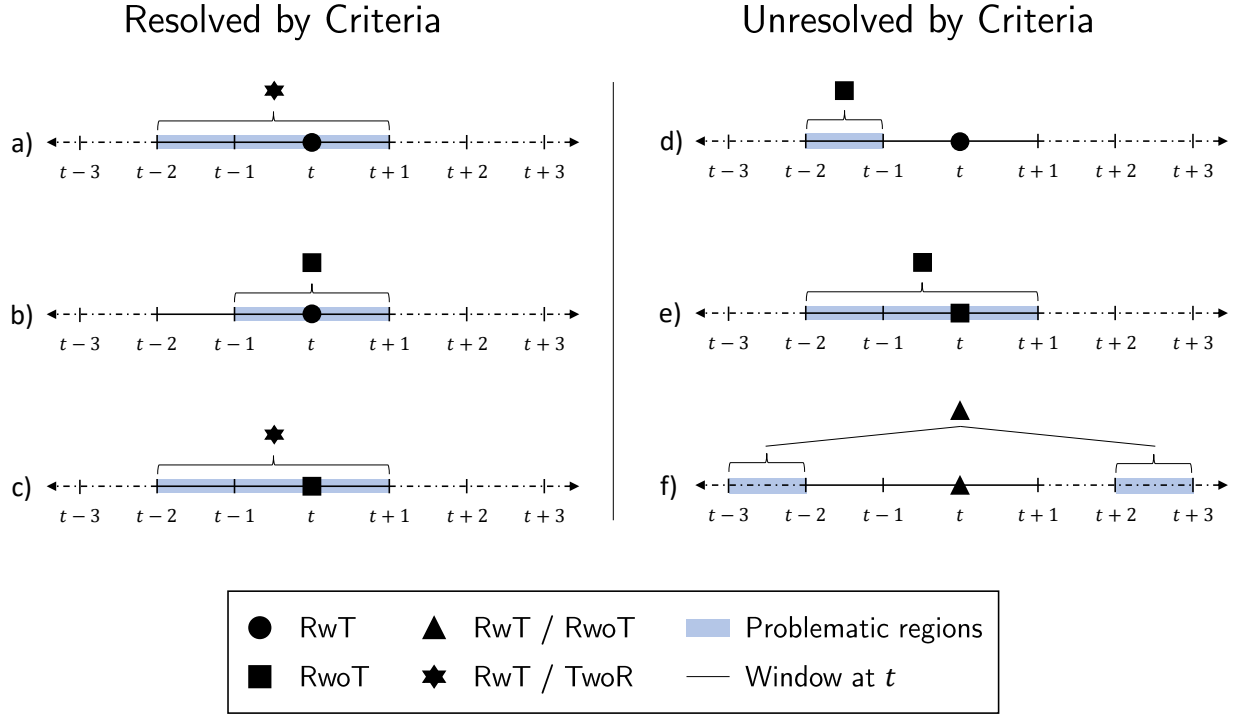 Resolved by Criteria
Unresolved by Criteria
a)
t − 3 t − 2 t − 1 t t + 1 t + 2 t + 3
b)
t − 3 t − 2 t − 1 t t + 1 t + 2 t + 3
c)
t − 3 t − 2 t − 1 t t + 1 t + 2 t + 3
d)
t − 3 t − 2 t − 1 t t + 1 t + 2 t + 3
e)
t − 3 t − 2 t − 1 t t + 1 t + 2 t + 3
f)
t − 3 t − 2 t − 1 t t + 1 t + 2 t + 3
RwT RwT / RwoT Problematic regions
RwoT RwT / TwoR Window at t